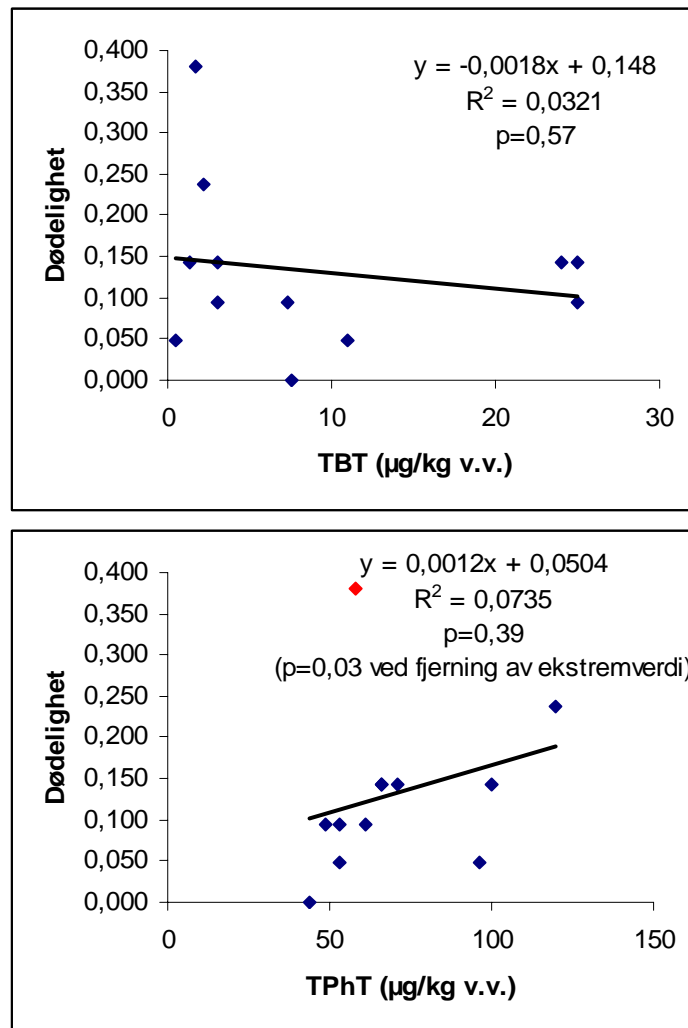 y = -0,0018x + 0,148
R² = 0,0321
p=0,57
0,400
0,350
0,300
0,250
0,200
0,150
0,100
0,050
0,000
Dødelighet
0 10 20 30
TBT (µg/kg v.v.)
y = 0,0012x + 0,0504
R² = 0,0735
p=0,39
(p=0,03 ved fjerning av ekstremverdi)
0,400
0,350
0,300
0,250
0,200
0,150
0,100
0,050
0,000
Dødelighet
0 50 100 150
TPhT (µg/kg v.v.)